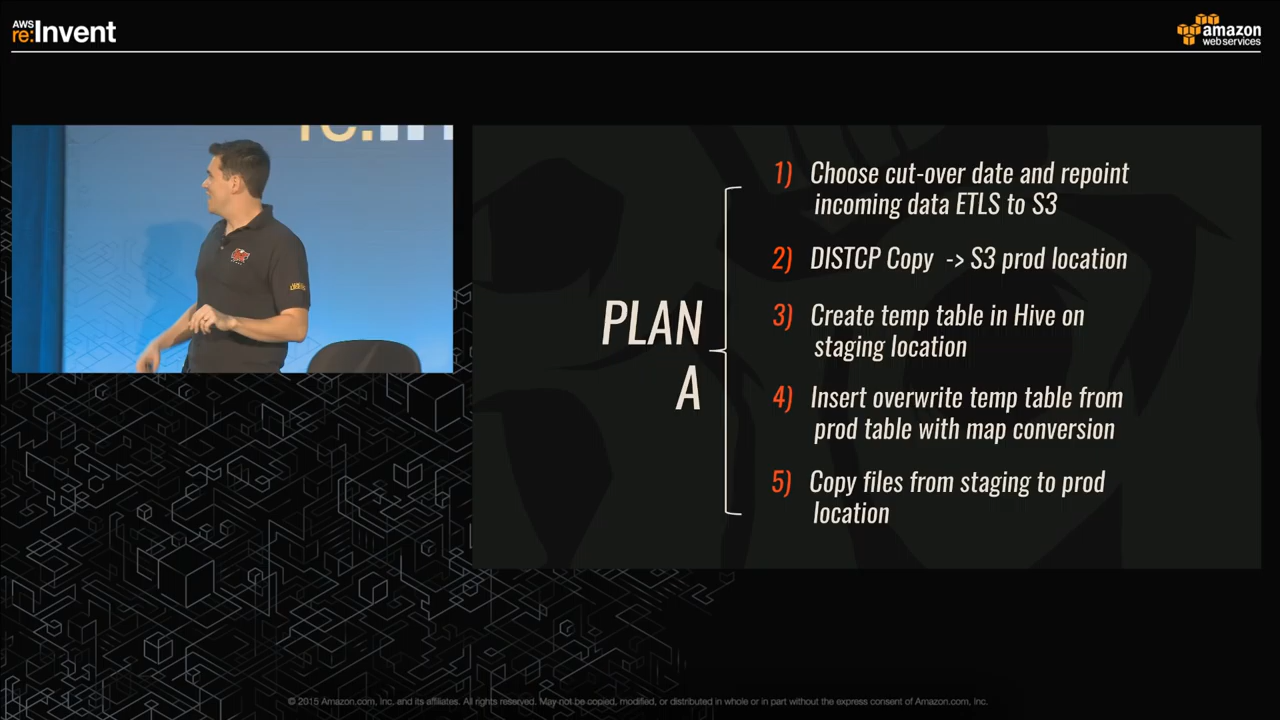 AWS
re:Invent
amazon
web services
PLAN
A
1) Choose cut-over date and repoint
incoming data ETLS to S3
2) DISTCP Copy -> S3 prod location
3) Create temp table in Hive on
staging location
4) Insert overwrite temp table from
prod table with map conversion
5) Copy files from staging to prod
location
© 2015 Amazon.com, Inc. and its affiliates. All rights reserved. May not be copied, modified, or distributed in whole or in part without the express consent of Amazon.com, Inc.